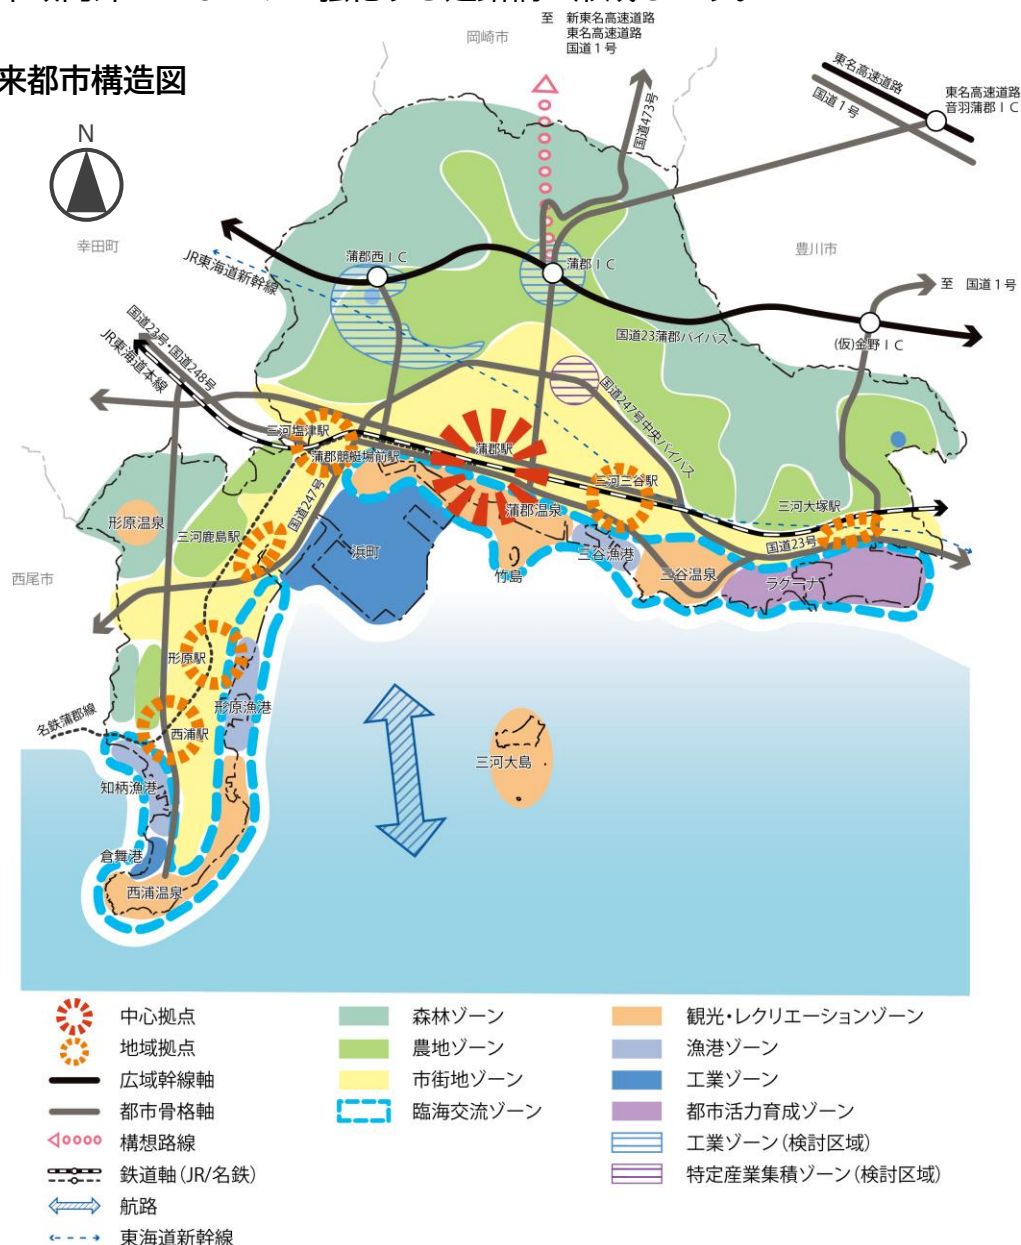 来都市構造図
N
岡崎市
至 新東名高速道路
東名高速道路
国道1号
東名高速道路
国道1号
東名高速道路
音羽蒲郡IC
国道473号
幸田町
豊川市
JR東海道新幹線
蒲郡西IC
蒲郡IC
至 国道1号
国道23蒲郡バイパス
(仮)金野IC
国道23号・国道248号
JR東海道本線
国道247号中央バイパス
三河塩津駅
蒲郡競艇場前駅
蒲郡駅
三河三谷駅
三河大塚駅
国道23号
蒲郡温泉
形原温泉
三河鹿島駅
国道247号
浜町
竹島
三谷漁港
三谷温泉
ラグーナ
西尾市
形原駅
形原漁港
名鉄蒲郡線
西浦駅
知柄漁港
倉舞港
西浦温泉
三河大島
中心拠点
地域拠点
広域幹線軸
都市骨格軸
構想路線
鉄道軸(JR/名鉄)
航路
東海道新幹線
森林ゾーン
農地ゾーン
市街地ゾーン
臨海交流ゾーン
観光・レクリエーションゾーン
漁港ゾーン
工業ゾーン
都市活力育成ゾーン
工業ゾーン(検討区域)
特定産業集積ゾーン(検討区域)